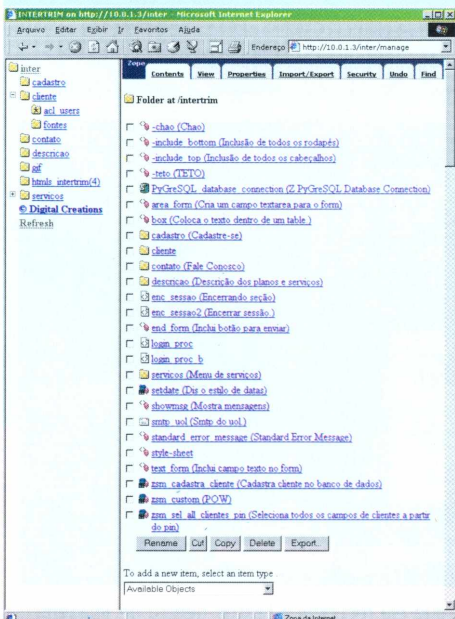 INTERTRIM on http://10.0.1.3/inter - Microsoft Internet Explorer
Arquivo Editar Exibir Ir Favoritos Ajuda
Endereço http://10.0.1.3/inter/manage
inter
cadastro
cliente
acl_users
fontes
contato
descricao
gif
htmls_intertrim(4)
servicos
© Digital Creations
Refresh
Zope
Contents View Properties Import/Export Security Undo Find
Folder at /intertrim
-chao (Chao)
-include_bottom (Inclusão de todos os rodapés)
-include_top (Inclusão de todos os cabeçalhos)
-teto (TETO)
PyGreSQL_database_connection (Z PyGreSQL Database Connection)
area_form (Cria um campo textarea para o form)
box (Coloca o texto dentro de um table )
cadastro (Cadastre-se)
cliente
contato (Fale Conosco)
descricao (Descrição dos planos e serviços)
enc_sessao (Encerrando seção)
enc_sessao2 (Encerrar sessão )
end_form (Inclui botão para enviar)
login_proc
login_proc_b
servicos (Menu de serviços)
setdate (Dis o estilo de datas)
showmsg (Mostra mensagens)
smtp_uol (Smtp do uol )
standard_error_message (Standard Error Message)
style-sheet
text_form (Inclui campo texto no form)
zsm_cadastra_cliente (Cadastra cliente no banco de dados)
zsm_custom (POW)
zsm_sel_all_clientes_pin (Seleciona todos os campos de clientes a partir
do pin)
Rename Cut Copy Delete Export..
To add a new item, select an item type
Available Objects
Zona da Internet